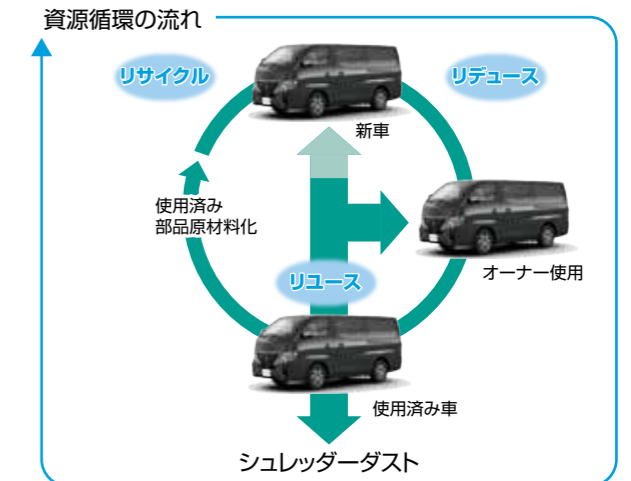 資源循環の流れ
リサイクル
リデュース
新車
使用済み
部品原材料化
オーナー使用
リユース
使用済み車
シュレッダーダスト